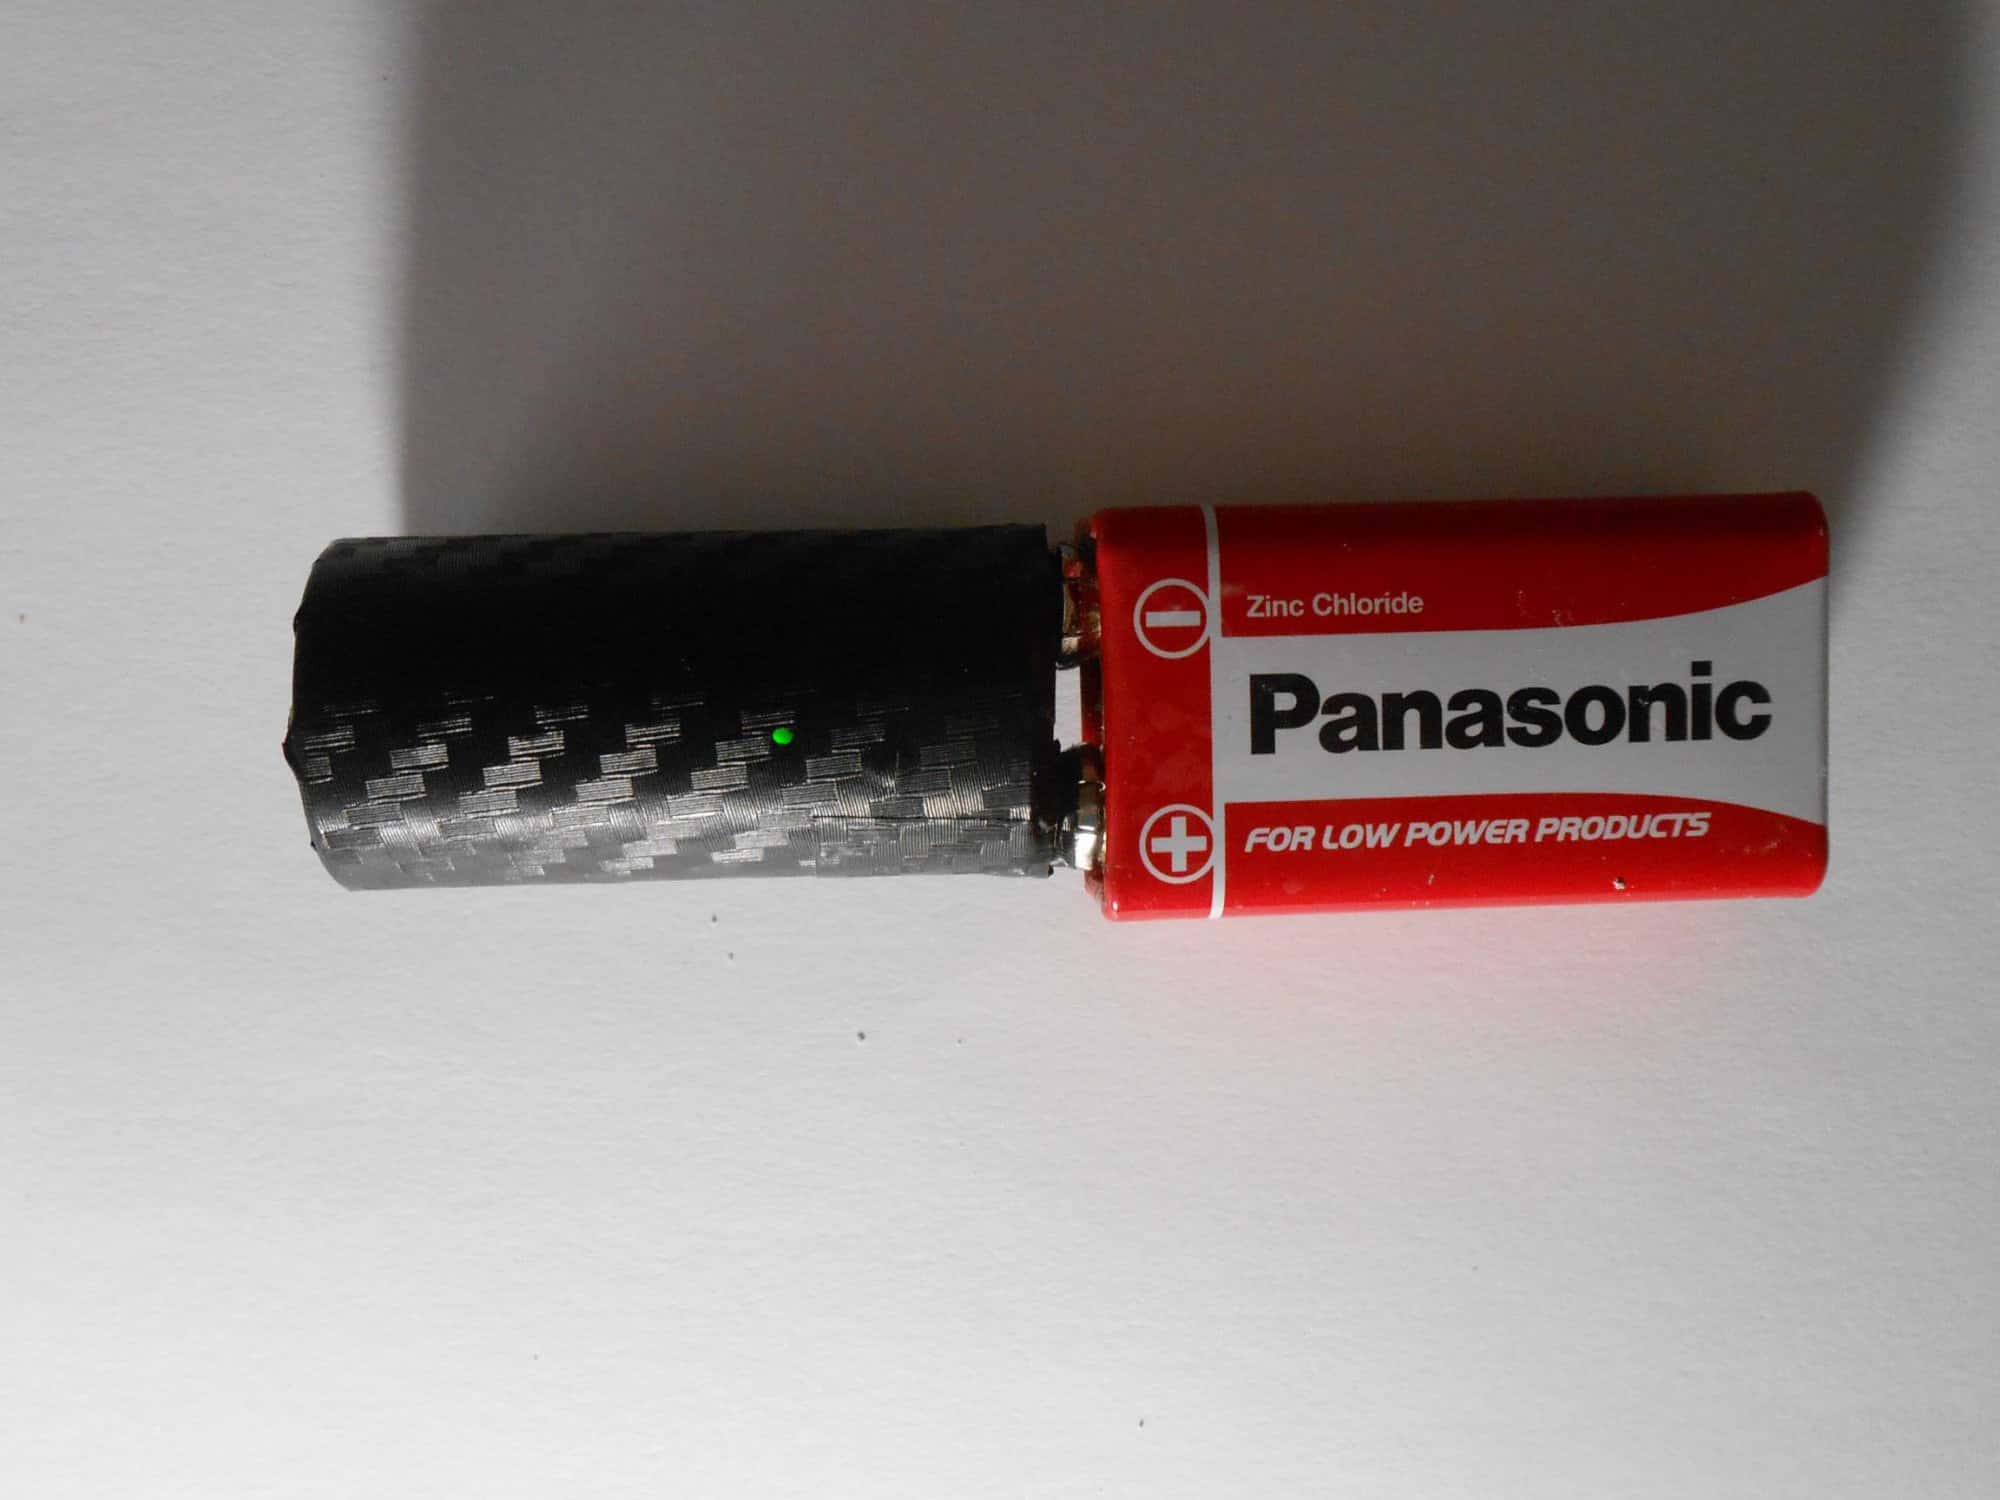 Zinc Chloride
Panasonic
FOR LOW POWER PRODUCTS